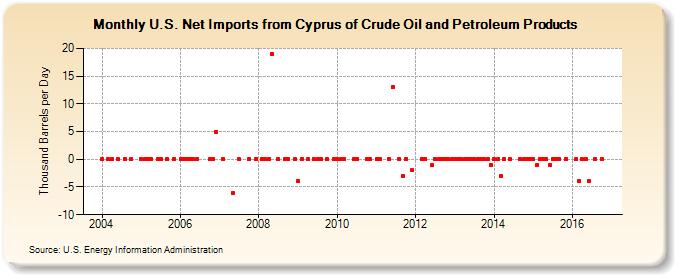 Monthly U.S. Net Imports from Cyprus of Crude Oil and Petroleum Products
Thousand Barrels per Day
20
15
10
5
0
-5
-10
2004 2006 2008 2010 2012 2014 2016
Source: U.S. Energy Information Administration